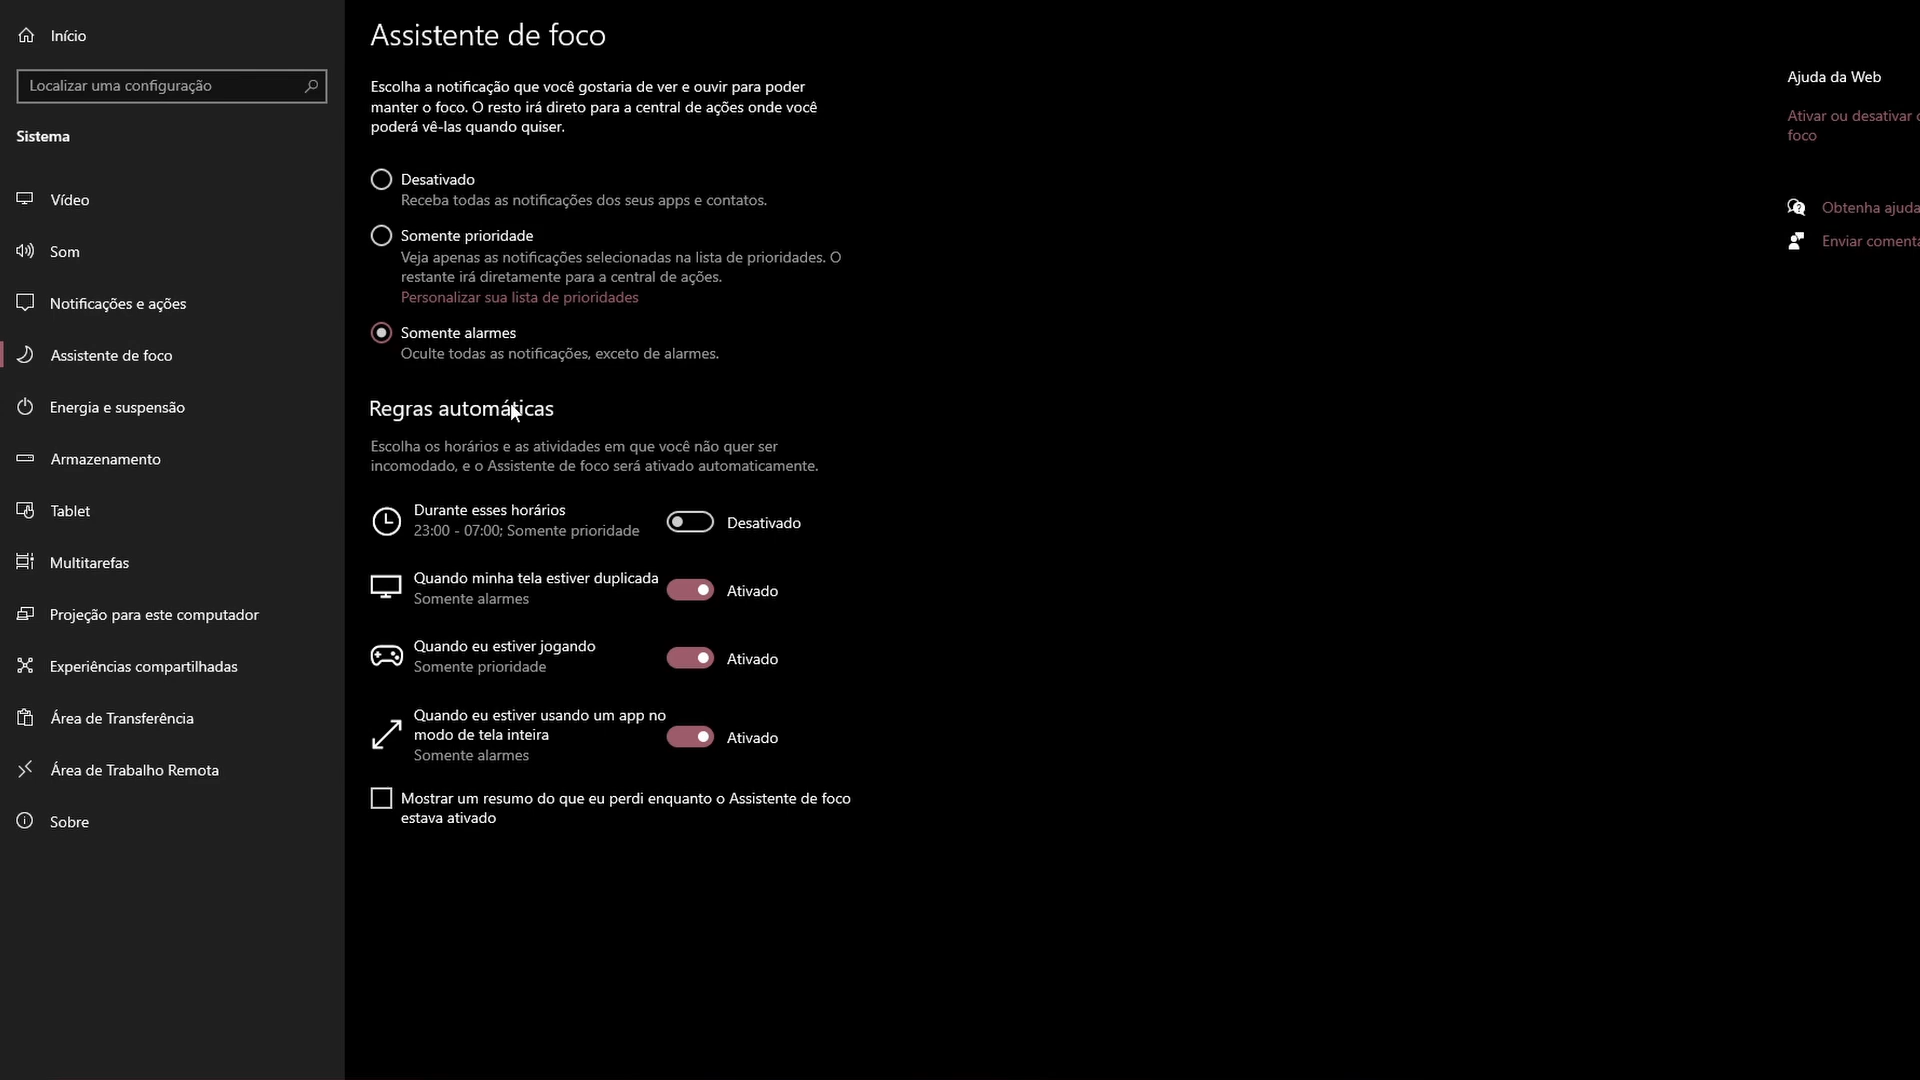 Início
Localizar uma configuração
Sistema
Vídeo
Som
Notificações e ações
Assistente de foco
Energia e suspensão
Armazenamento
Tablet
Multitarefas
Projeção para este computador
Experiências compartilhadas
Área de Transferência
Área de Trabalho Remota
Sobre
Assistente de foco
Escolha a notificação que você gostaria de ver e ouvir para poder
manter o foco. O resto irá direto para a central de ações onde você
poderá vê-las quando quiser.
Desativado
Receba todas as notificações dos seus apps e contatos.
Somente prioridade
Veja apenas as notificações selecionadas na lista de prioridades. O
restante irá diretamente para a central de ações.
Personalizar sua lista de prioridades
Somente alarmes
Oculte todas as notificações, exceto de alarmes.
Regras automáticas
Escolha os horários e as atividades em que você não quer ser
incomodado, e o Assistente de foco será ativado automaticamente.
Durante esses horários
23:00 - 07:00; Somente prioridade
Desativado
Quando minha tela estiver duplicada
Somente alarmes
Ativado
Quando eu estiver jogando
Somente prioridade
Ativado
Quando eu estiver usando um app no
modo de tela inteira
Somente alarmes
Ativado
Mostrar um resumo do que eu perdi enquanto o Assistente de foco
estava ativado
Ajuda da Web
Ativar ou desativar
foco
Obtenha ajuda
Enviar comenta